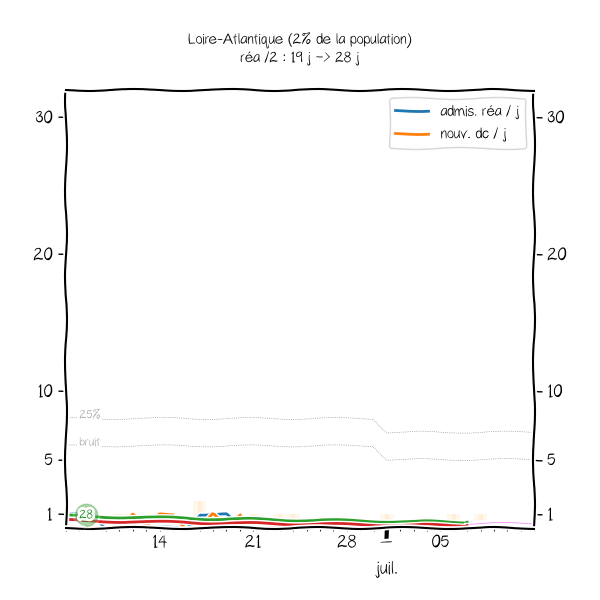 Loire-Atlantique (2% de la population)
réa /2 : 19 j -> 28 j
admis. réa / j
nouv. dc / j
30 30
20 20
10 10
25%
bruit
5 5
28
1 1
14 21 28 1 05
juil.